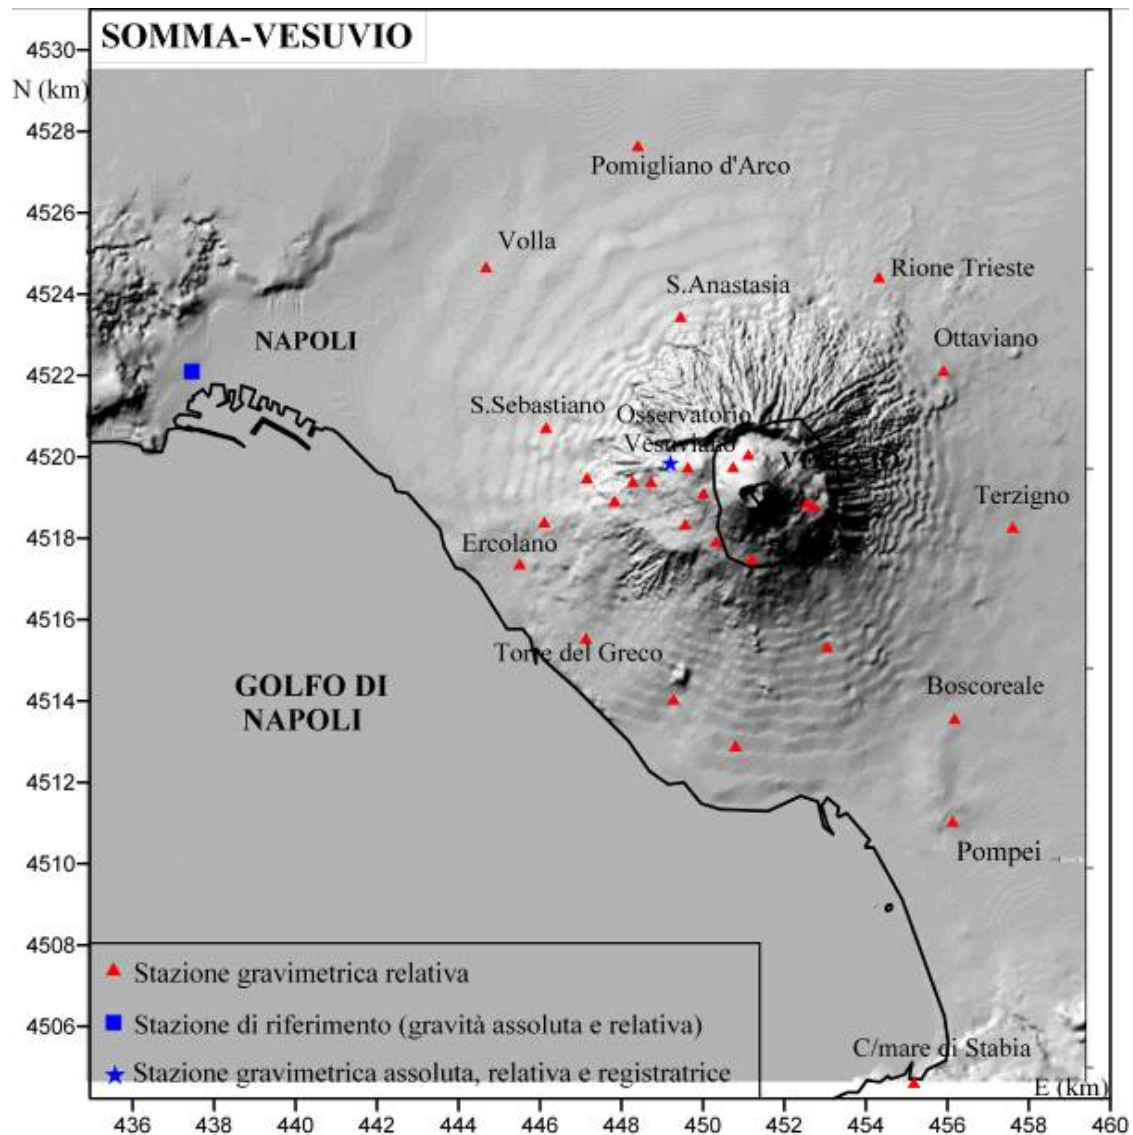 SOMMA-VESUVIO
4530
N (km)
4528
Pomigliano d'Arco
4526
Volla
4524
Rione Trieste
S.Anastasia
Ottaviano
NAPOLI
4522
S.Sebastiano
Osservatorio
Vesuviano
4520
Terzigno
4518
Ercolano
4516
Torre del Greco
GOLFO DI
NAPOLI
4514
Boscoreale
4512
4510
Pompei
4508
Stazione gravimetrica relativa
4506
Stazione di riferimento (gravità assoluta e relativa)
C/mare di Stabia
Stazione gravimetrica assoluta, relativa e registratrice
E (km)
436 438 440 442 444 446 448 450 452 454 456 458 460